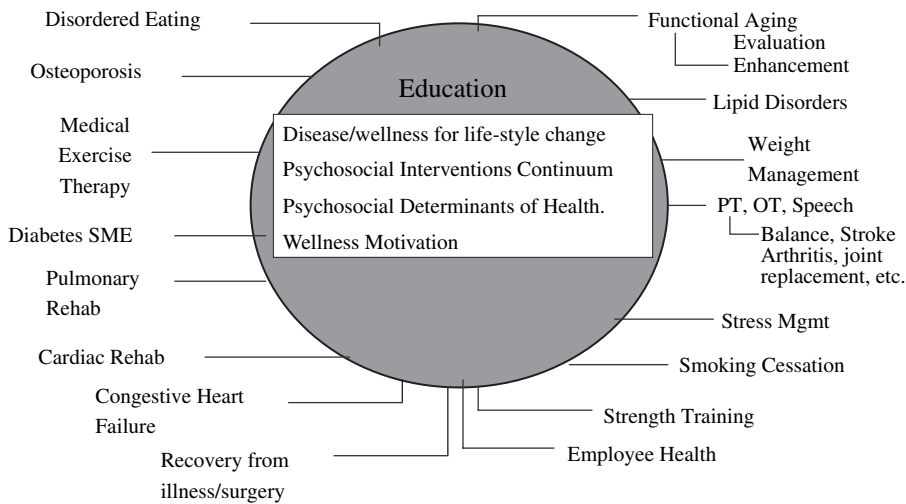 Disordered Eating
Osteoporosis
Medical
Exercise
Therapy
Diabetes SME
Pulmonary
Rehab
Cardiac Rehab
Congestive Heart
Failure
Recovery from
illness/surgery
Education
Disease/wellness for life-style change
Psychosocial Interventions Continuum
Psychosocial Determinants of Health.
Wellness Motivation
Functional Aging
Evaluation
Enhancement
Lipid Disorders
Weight
Management
PT, OT, Speech
Balance, Stroke
Arthritis, joint
replacement, etc.
Stress Mgmt
Smoking Cessation
Strength Training
Employee Health